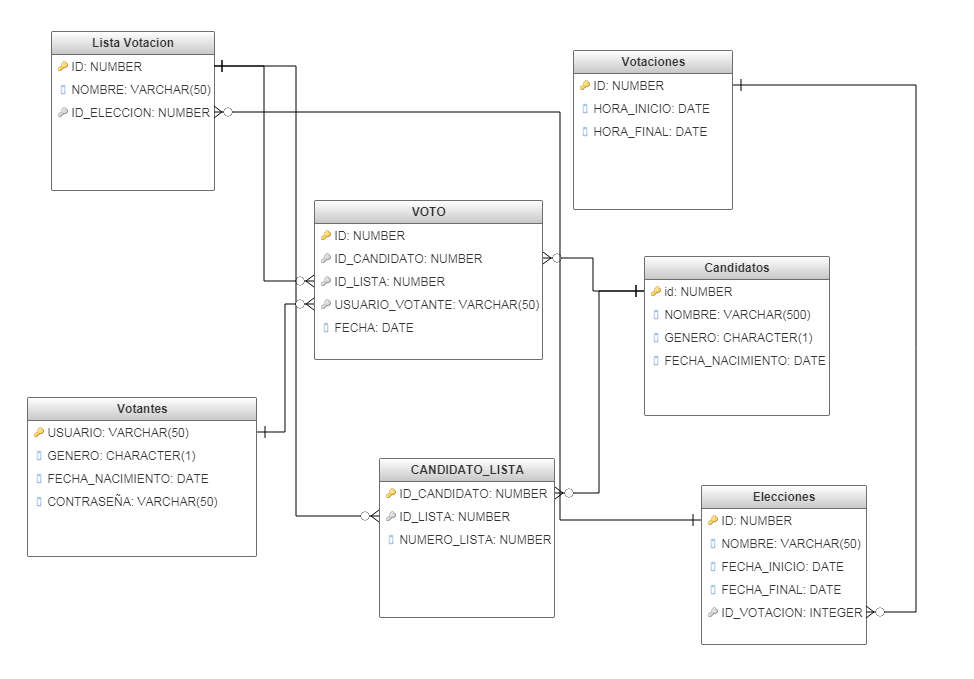 Lista Votacion
ID: NUMBER
NOMBRE: VARCHAR(50)
ID_ELECCION: NUMBER
Votaciones
ID: NUMBER
HORA_INICIO: DATE
HORA_FINAL: DATE
VOTO
ID: NUMBER
ID_CANDIDATO: NUMBER
ID_LISTA: NUMBER
USUARIO_VOTANTE: VARCHAR(50)
FECHA: DATE
Candidatos
id: NUMBER
NOMBRE: VARCHAR(500)
GENERO: CHARACTER(1)
FECHA_NACIMIENTO: DATE
Votantes
USUARIO: VARCHAR(50)
GENERO: CHARACTER(1)
FECHA_NACIMIENTO: DATE
CONTRASEÑA: VARCHAR(50)
CANDIDATO_LISTA
ID_CANDIDATO: NUMBER
ID_LISTA: NUMBER
NUMERO_LISTA: NUMBER
Elecciones
ID: NUMBER
NOMBRE: VARCHAR(50)
FECHA_INICIO: DATE
FECHA_FINAL: DATE
ID_VOTACION: INTEGER